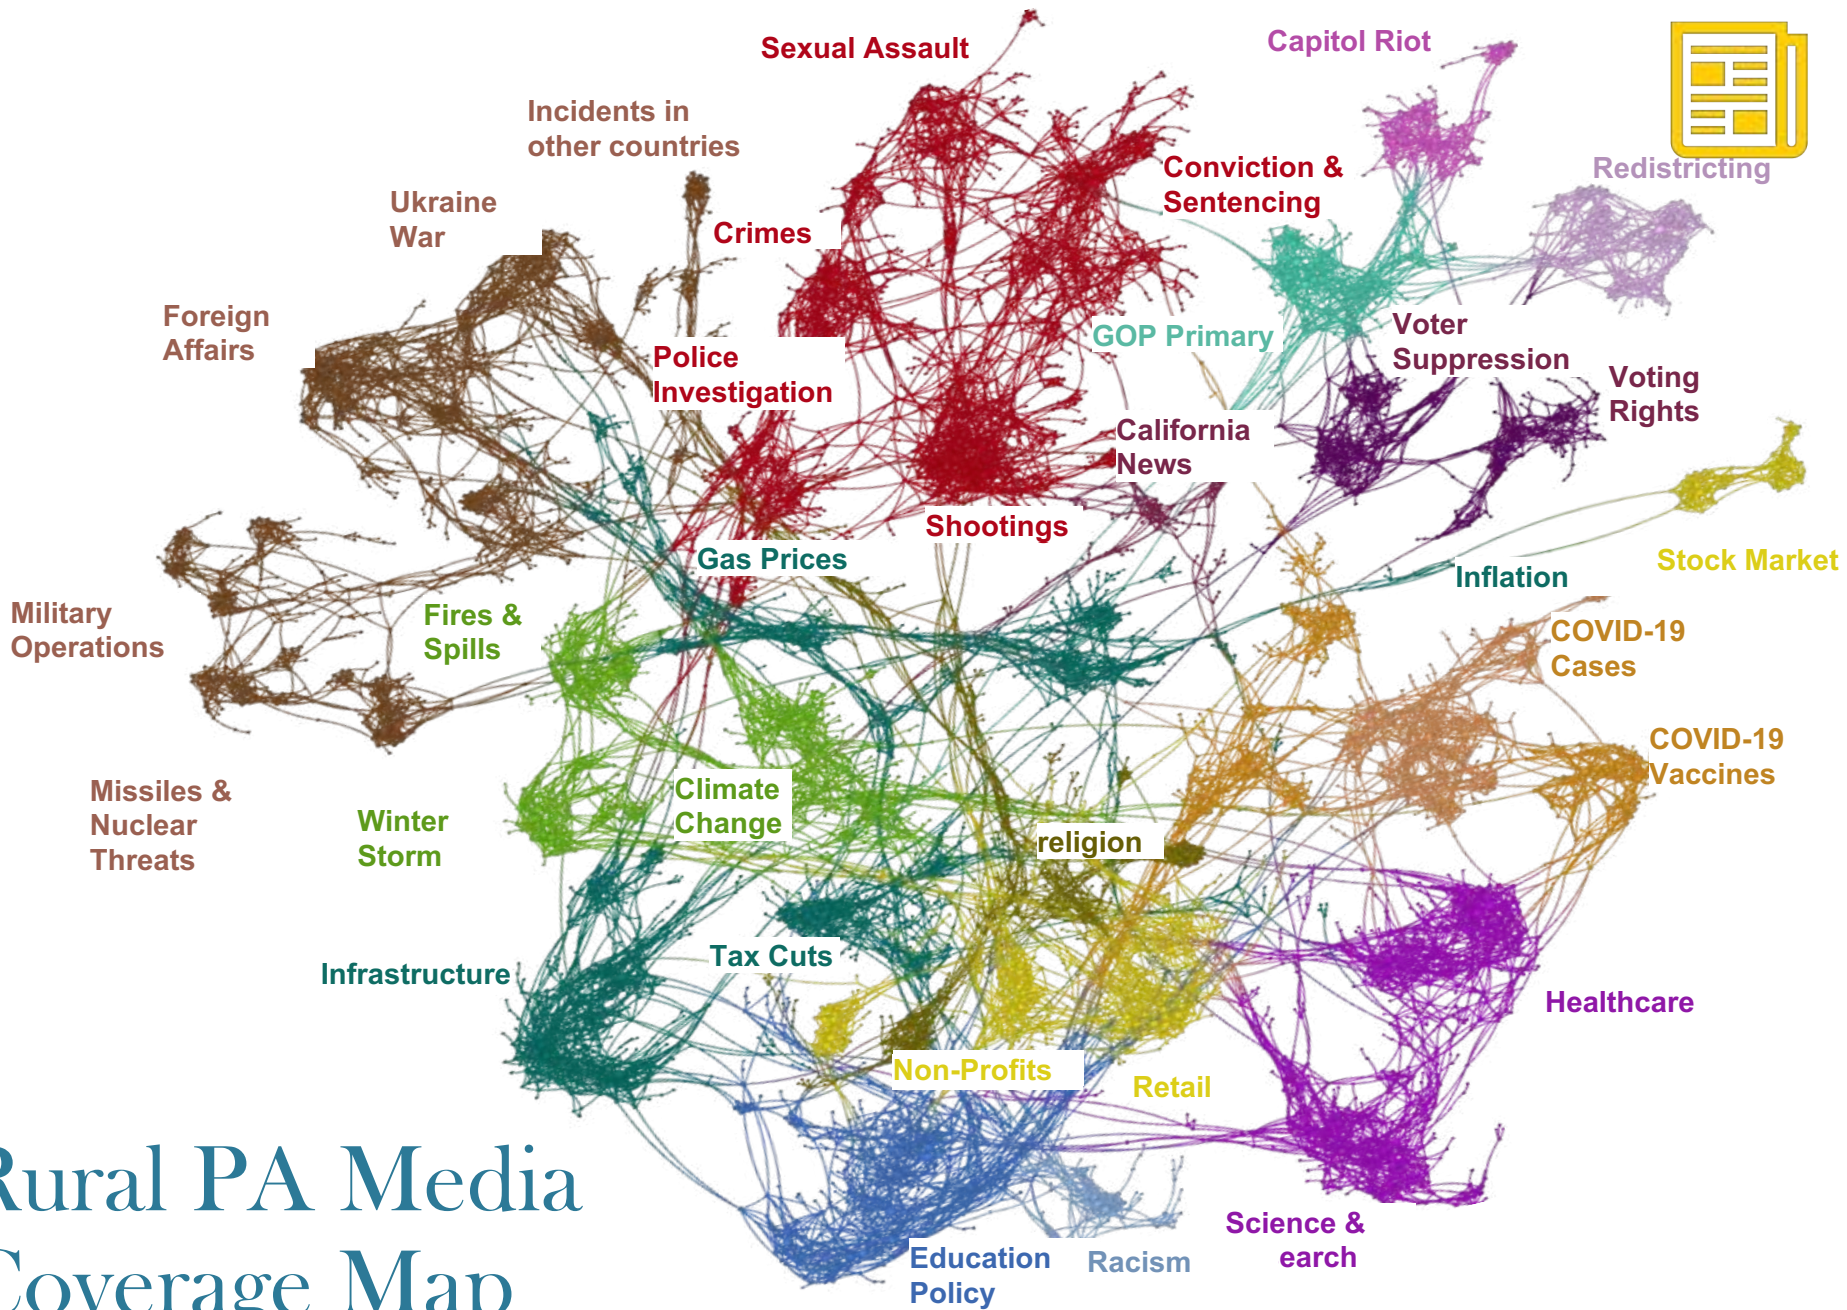 Sexual Assault
Capitol Riot
Incidents in
other countries
Conviction &
Sentencing
Redistricting
Ukraine
War
Crimes
Foreign
Affairs
Police
Investigation
GOP Primary
Voter
Suppression
Voting
Rights
California
News
Shootings
Gas Prices
Inflation
Stock Market
Military
Operations
Fires &
Spills
COVID-19
Cases
COVID-19
Vaccines
Missiles &
Nuclear
Threats
Winter
Storm
Climate
Change
religion
Infrastructure
Tax Cuts
Healthcare
Non-Profits
Retail
Rural PA Media
Coverage Map
Education
Policy
Racism
Science &
earch